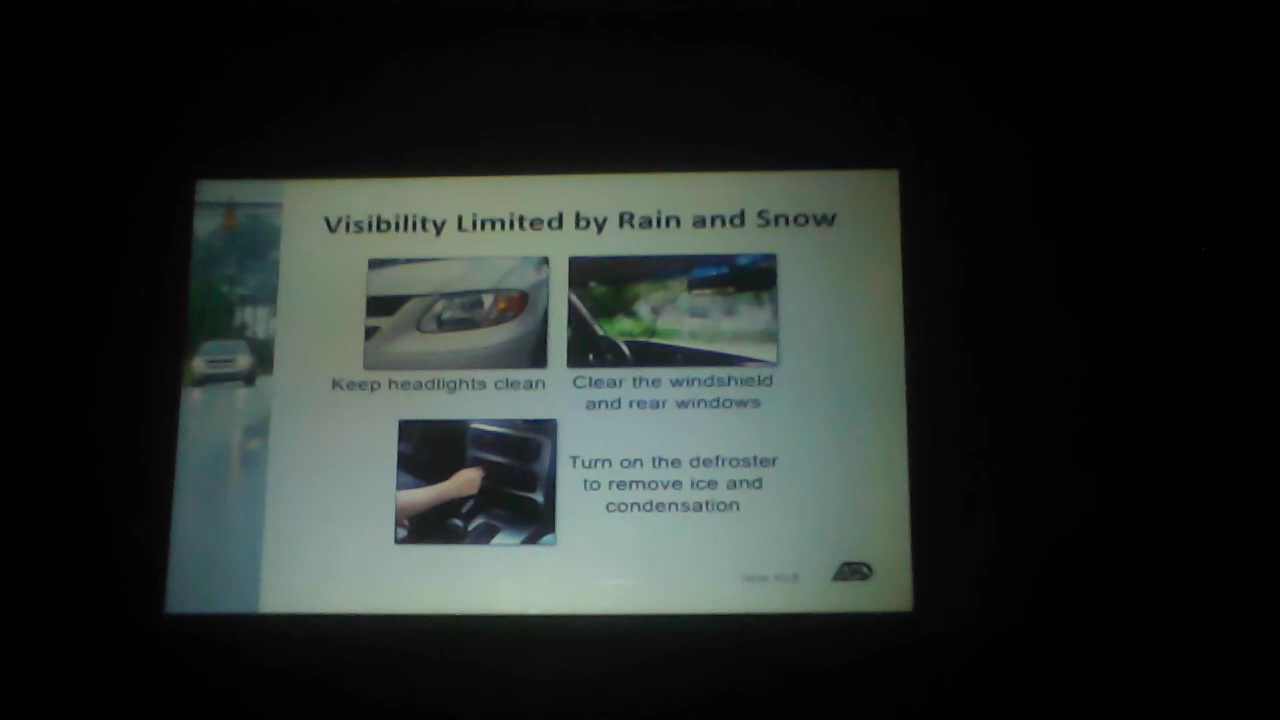 Visibility Limited by Rain and Snow
Keep headlights clean
Clear the windshield
and rear windows
Turn on the defroster
to remove ice and
condensation